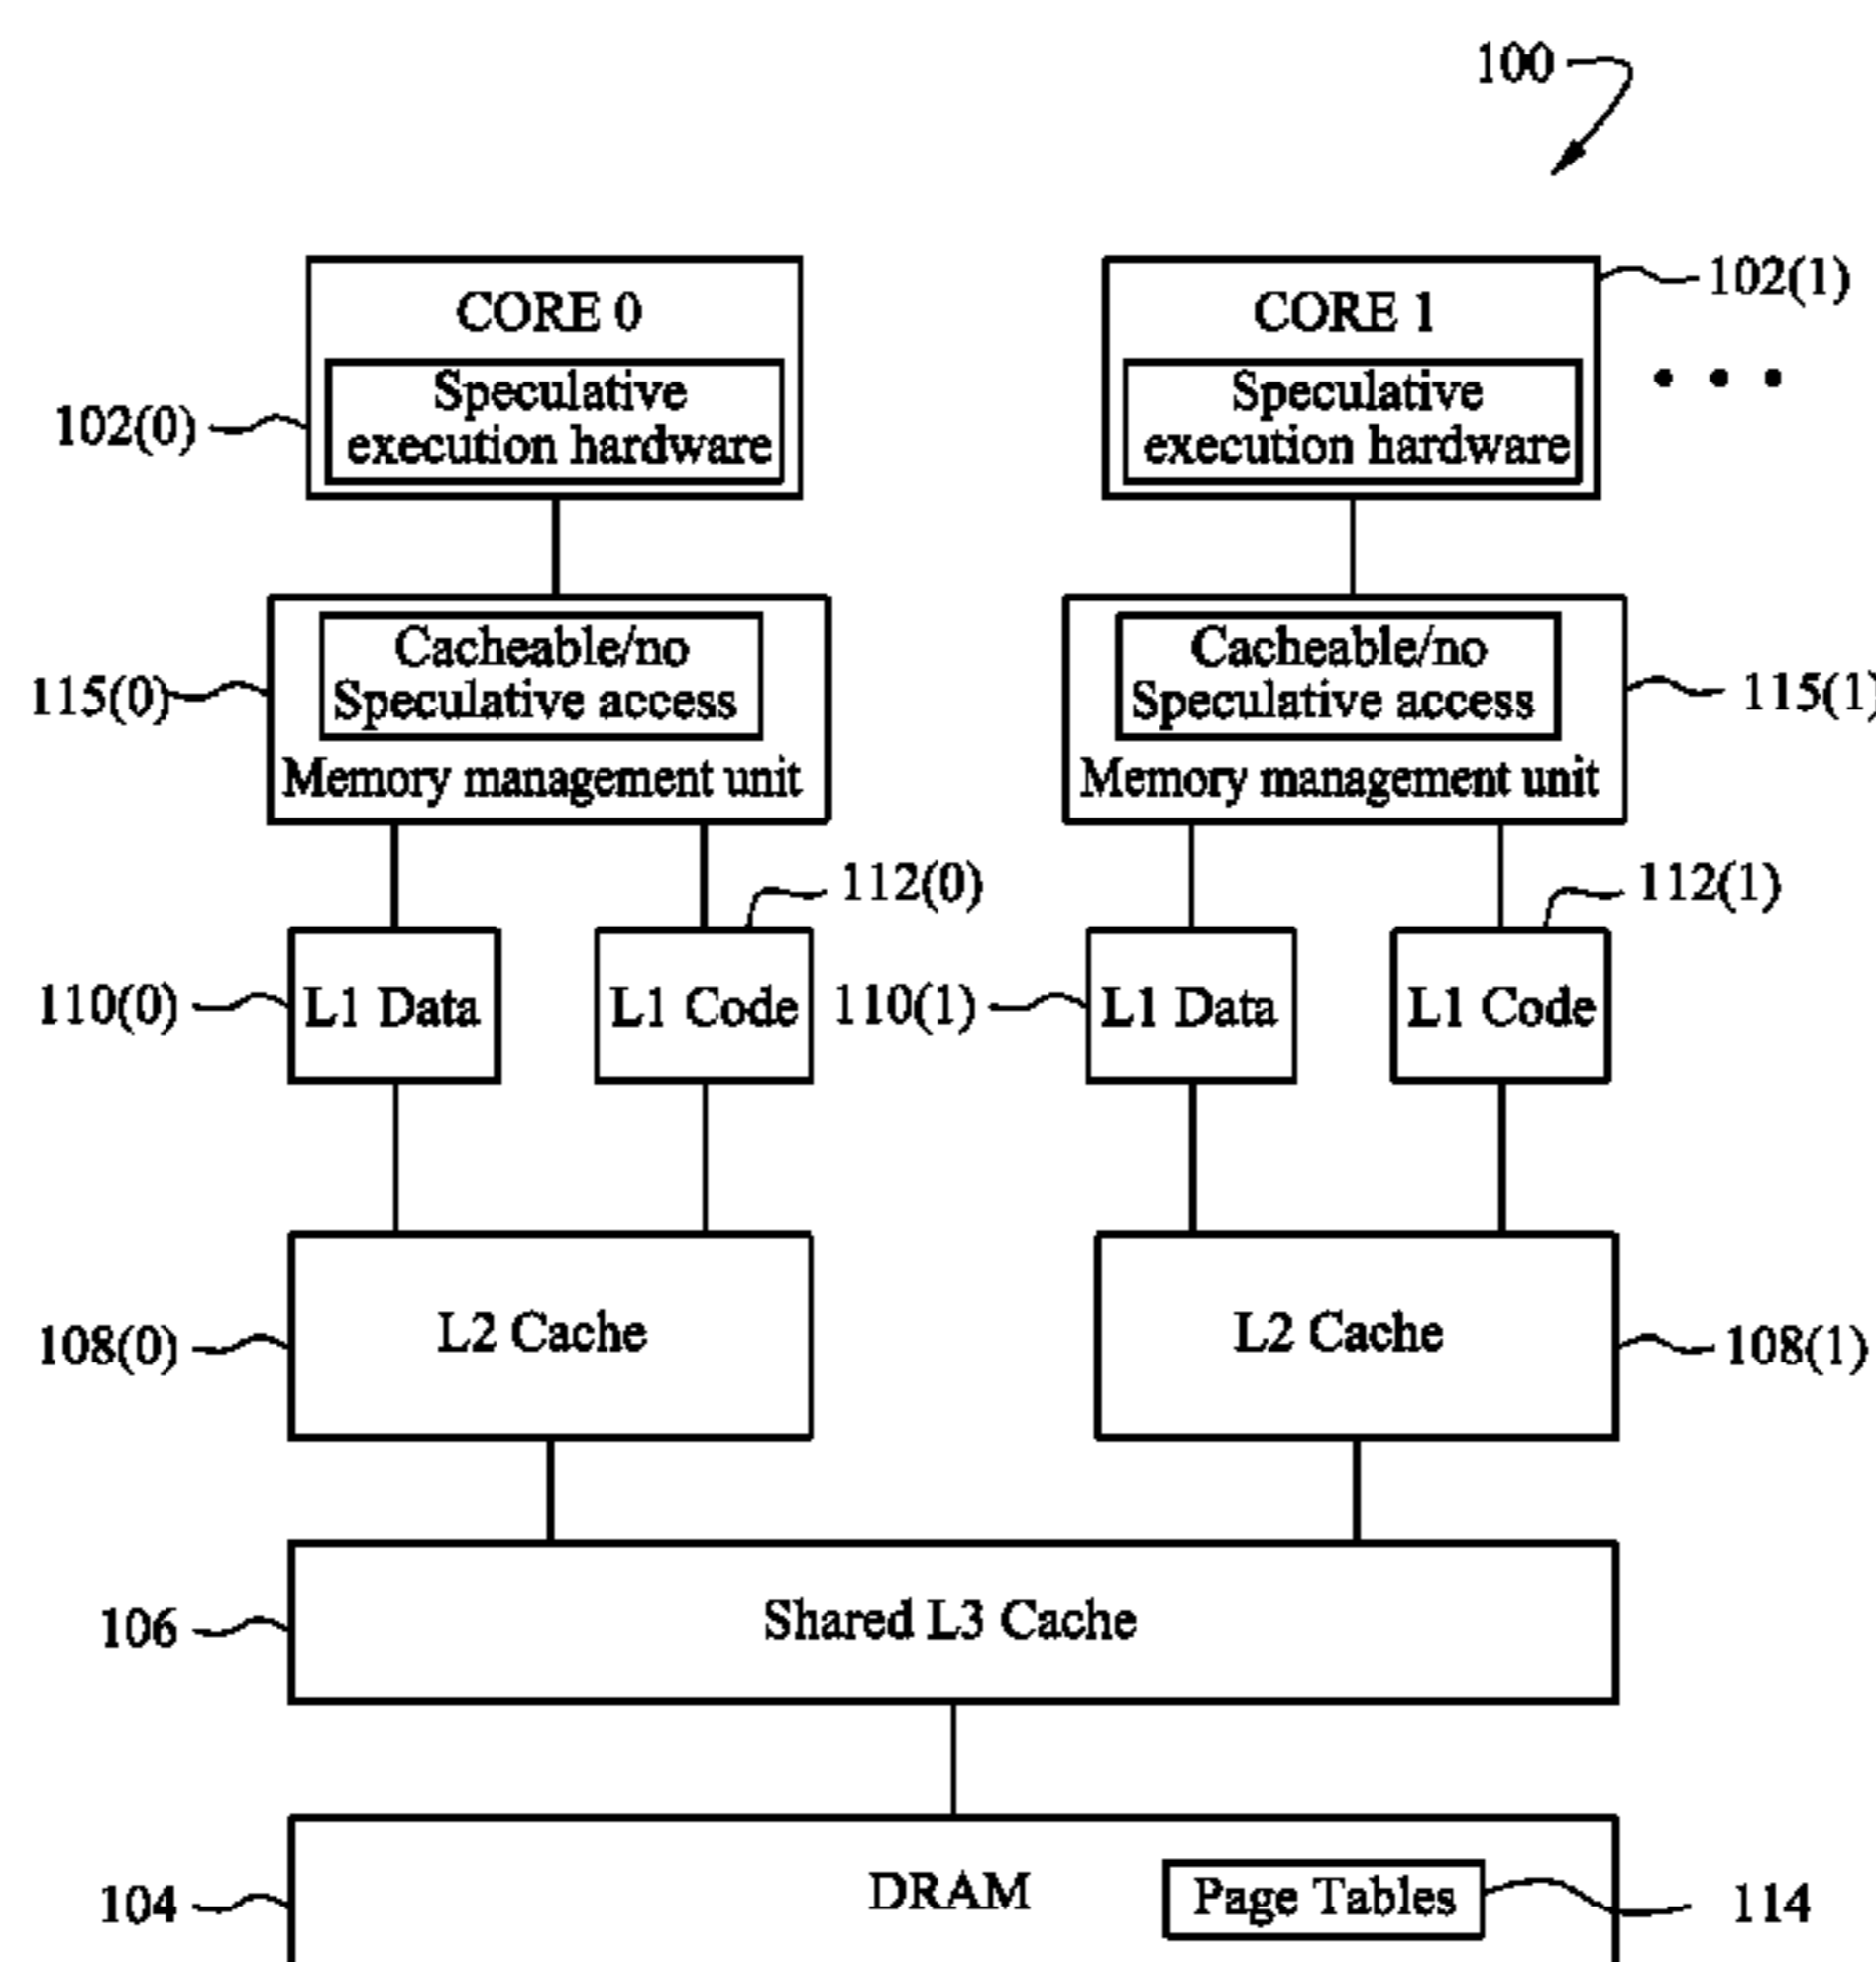 100
CORE 0
Speculative
execution hardware
102(0)
CORE 1
Speculative
execution hardware
102(1)
Cacheable/no
Speculative access
Memory management unit
115(0)
Cacheable/no
Speculative access
Memory management unit
115(1)
112(0)
112(1)
110(0)
L1 Data
L1 Code
110(1)
L1 Data
L1 Code
108(0)
L2 Cache
L2 Cache
108(1)
106
Shared L3 Cache
104
DRAM
Page Tables
114